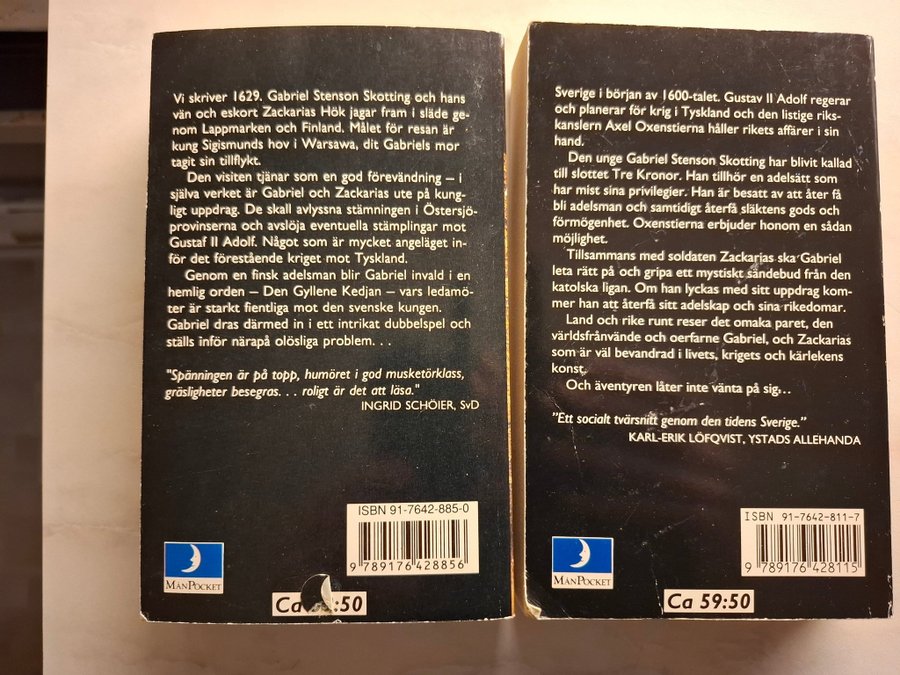 Vi skriver 1629. Gabriel Stenson Skotting och hans
vän och eskort Zackarias Hök jagar fram i släde ge-
nom Lappmarken och Finland. Målet för resan är
kung Sigismunds hov i Warsawa, dit Gabriels mor
tagit sin tillflykt.
Den visiten tjänar som en god förevändning – i
själva verket är Gabriel och Zackarias ute på kung-
ligt uppdrag. De skall avlyssna stämningen i Östersjö-
provinserna och avslöja eventuella stämplingar mot
Gustaf II Adolf. Något som är mycket angeläget in-
för det förestående kriget mot Tyskland.
Genom en finsk adelsman blir Gabriel invald i en
hemlig orden – Den Gyllene Kedjan – vars ledamö-
ter är starkt fientliga mot den svenske kungen.
Gabriel dras därmed in i ett intrikat dubbelspel och
ställs inför närapå olösliga problem. . .
"Spänningen är på topp, humöret i god musketörklass,
gräsligheter besegras. . . roligt är det att läsa."
INGRID SCHÖIER, SvD
ISBN 91-7642-885-0
9 789176 428856
MÅNPOCKET
Ca :50
Sverige i början av 1600-talet. Gustav II Adolf regerar
och planerar för krig i Tyskland och den listige riks-
kanslern Axel Oxenstierna håller rikets affärer i sin
hand.
Den unge Gabriel Stenson Skotting har blivit kallad
till slottet Tre Kronor. Han tillhör en adelsätt som
har mist sina privilegier. Han är besatt av att åter få
bli adelsman och samtidigt återfå släktens gods och
förmögenhet. Oxenstierna erbjuder honom en sådan
möjlighet.
Tillsammans med soldaten Zackarias ska Gabriel
leta rätt på och gripa ett mystiskt sändebud från den
katolska ligan. Om han lyckas med sitt uppdrag kom-
mer han att återfå sitt adelskap och sina rikedomar.
Land och rike runt reser det omaka paret, den
världsfrånvände och oerfarne Gabriel, och Zackarias
som är väl bevandrad i livets, krigets och kärlekens
konst.
Och äventyren låter inte vänta på sig...
"Ett socialt tvärsnitt genom den tidens Sverige."
KARL-ERIK LÖFQVIST, YSTADS ALLEHANDA
ISBN 91-7642-811-7
9 789176 428115
MÅNPOCKET
Ca 59:50